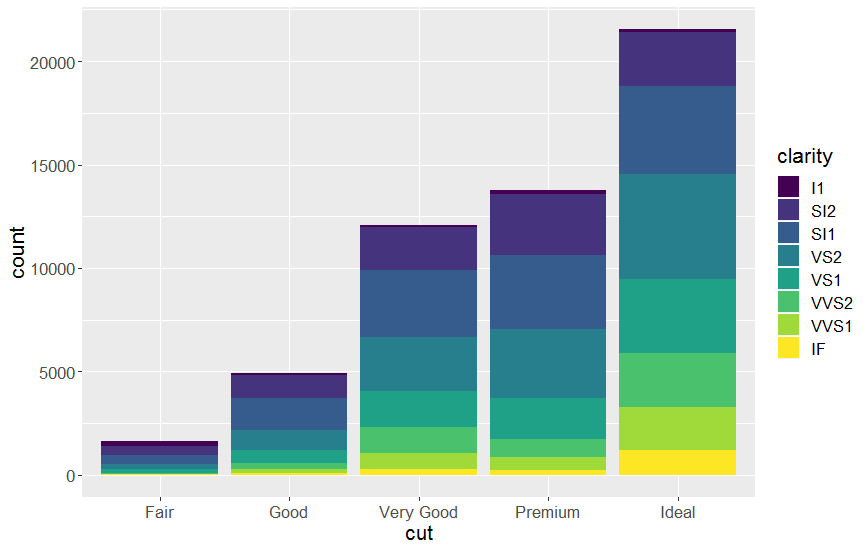 count
20000
15000
10000
5000
0
Fair
Good
Very Good
Premium
Ideal
cut
clarity
I1
SI2
SI1
VS2
VS1
VVS2
VVS1
IF